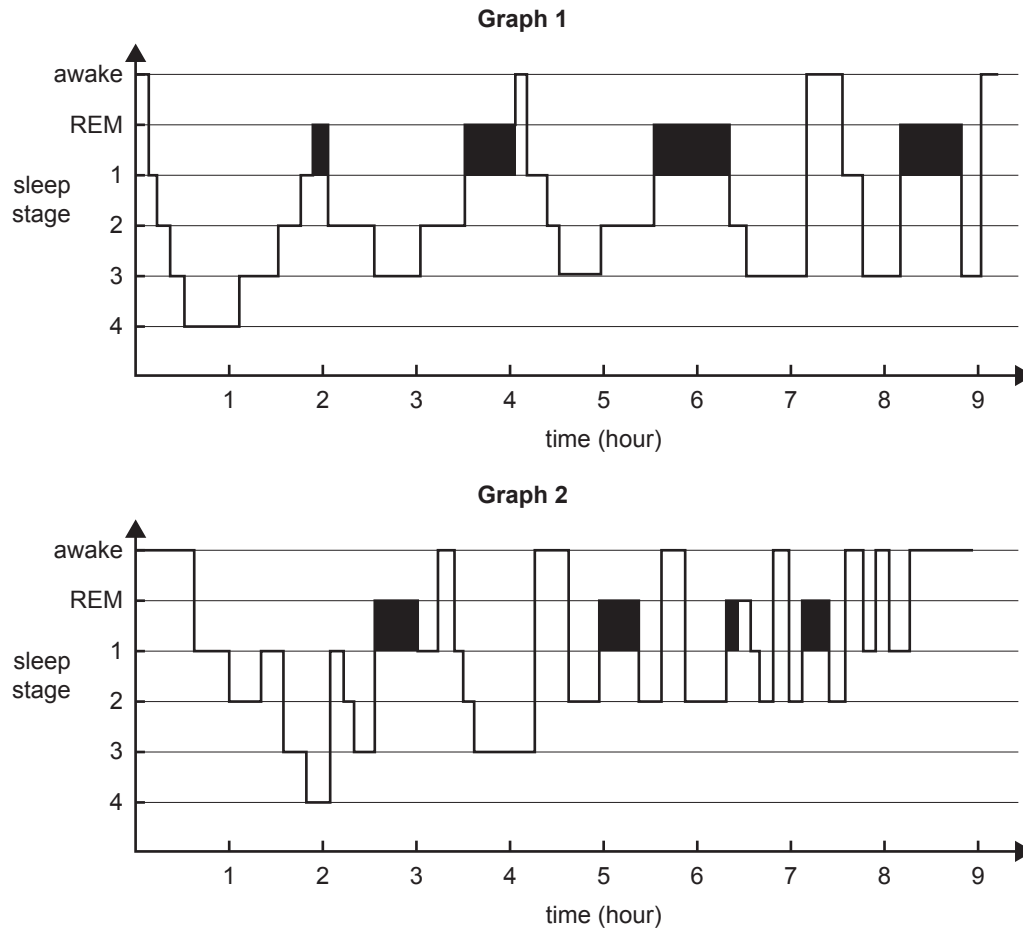 Graph 1
awake
REM
1
sleep
stage
2
3
4
1 2 3 4 5 6 7 8 9
time (hour)
Graph 2
awake
REM
1
sleep
stage
2
3
4
1 2 3 4 5 6 7 8 9
time (hour)